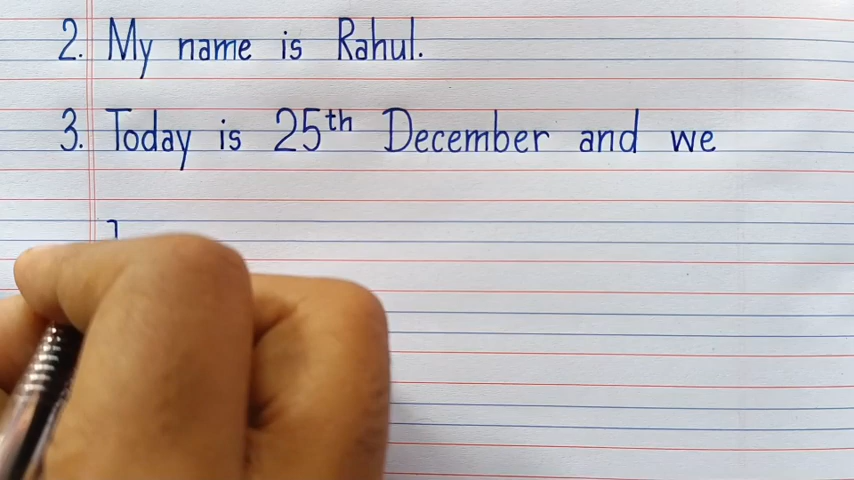 2. My name is Rahul.
3. Today is 25th December and we